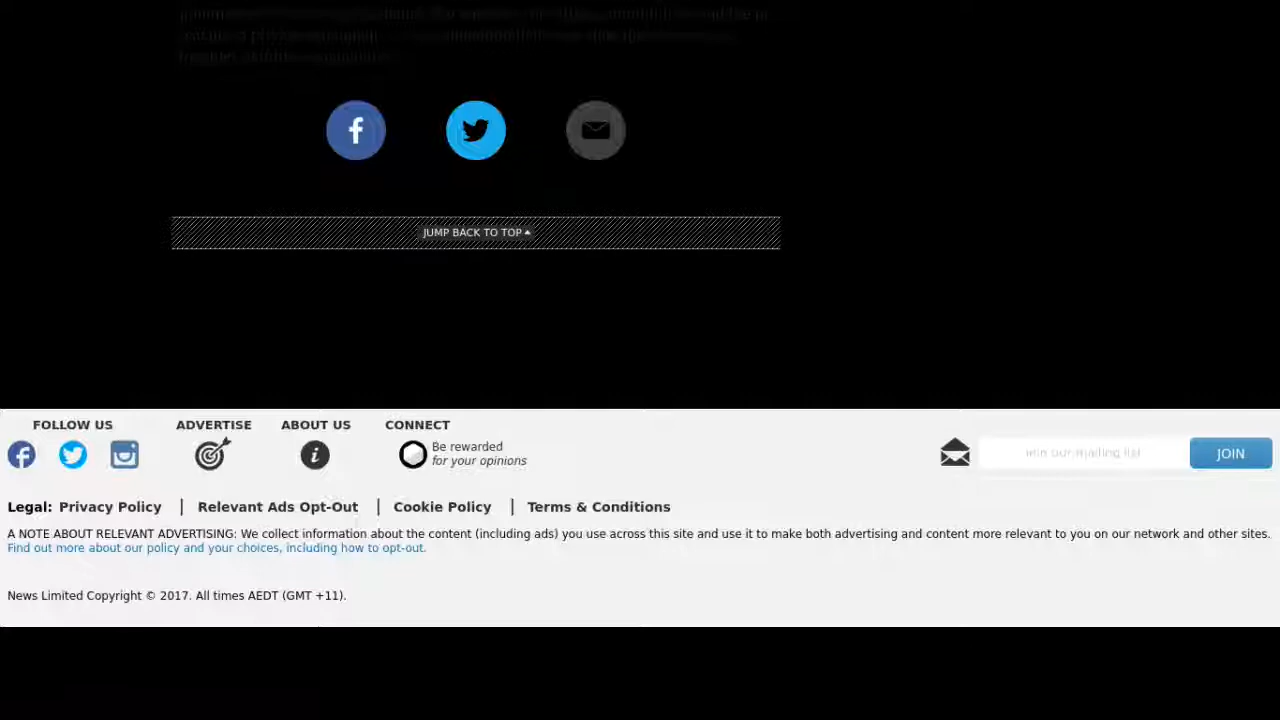 JUMP BACK TO TOP
FOLLOW US ADVERTISE ABOUT US CONNECT
Be rewarded
for your opinions
Join our mailing list
JOIN
Legal: Privacy Policy | Relevant Ads Opt-Out | Cookie Policy | Terms & Conditions
A NOTE ABOUT RELEVANT ADVERTISING: We collect information about the content (including ads) you use across this site and use it to make both advertising and content more relevant to you on our network and other sites.
Find out more about our policy and your choices, including how to opt-out.
News Limited Copyright © 2017. All times AEDT (GMT +11).